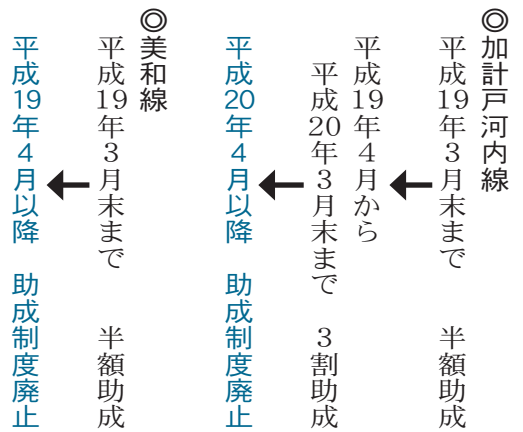 ◎加計戸河内線
平成19年3月末まで　半額助成
平成19年4月から
平成20年3月末まで　3割助成
平成20年4月以降　助成制度廃止
◎美和線
平成19年3月末まで　半額助成
平成19年4月以降　助成制度廃止